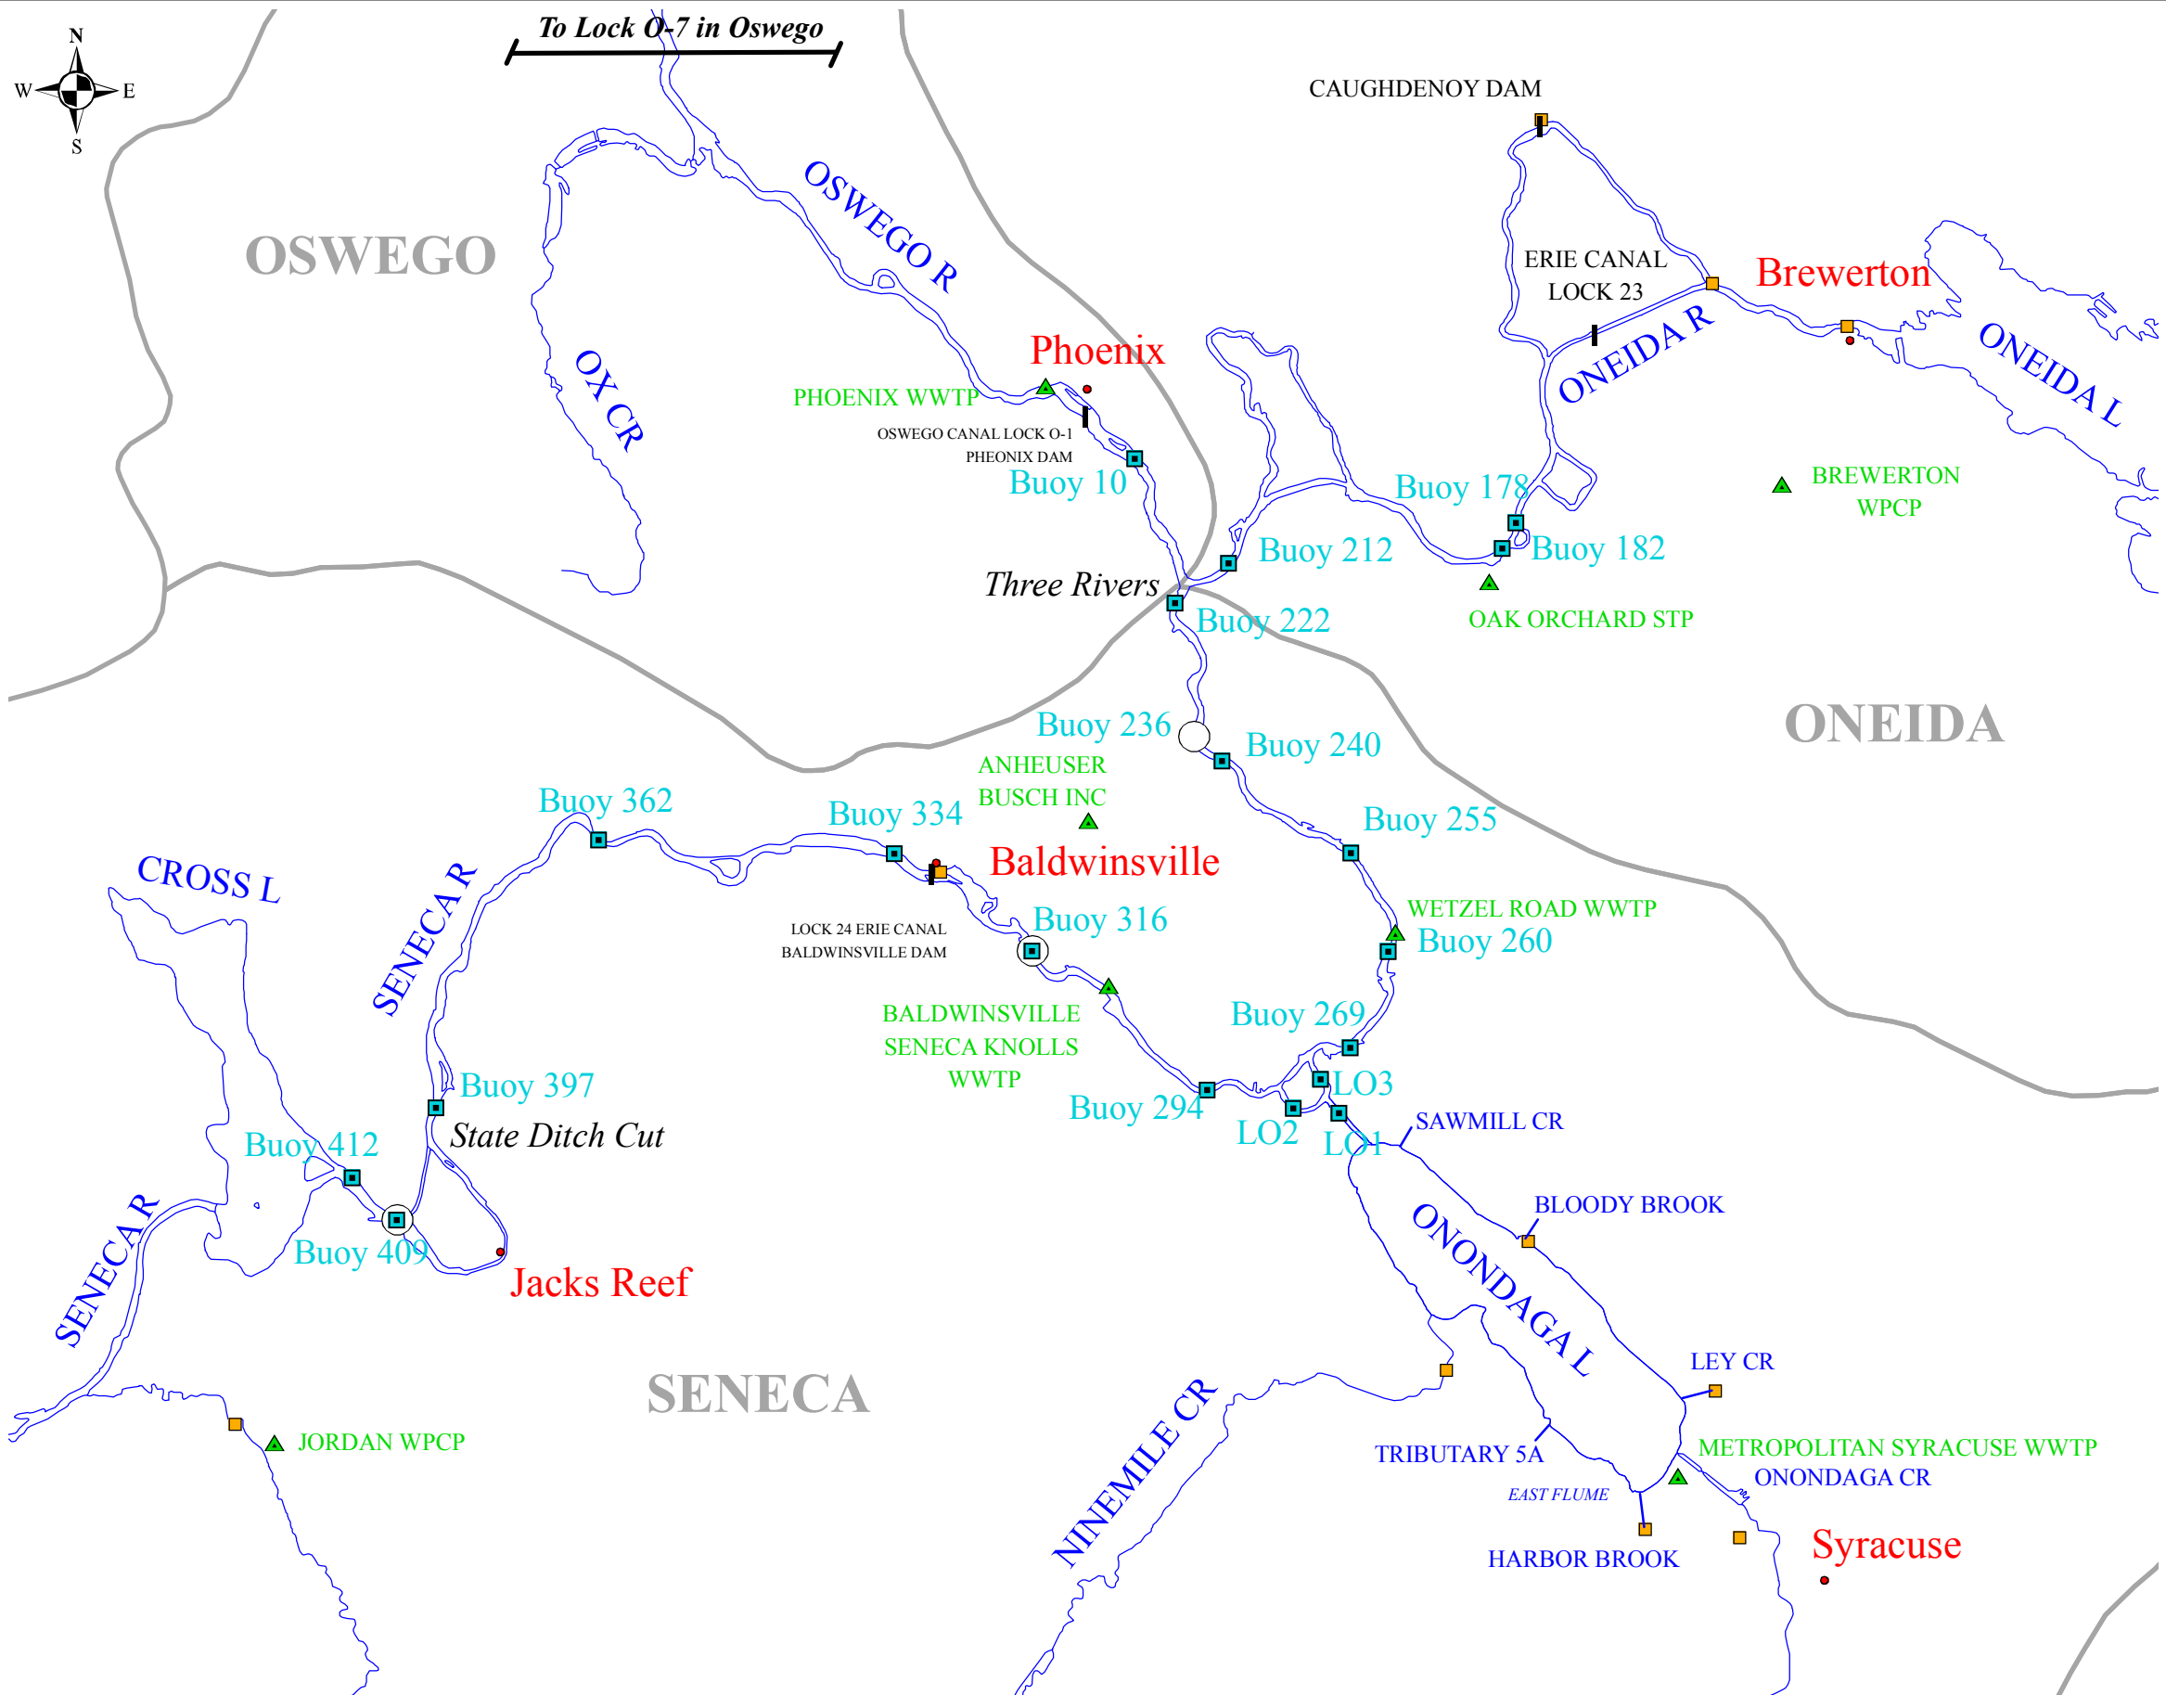 To Lock O-7 in Oswego
N
W
E
S
CAUGHDENOY DAM
OSWEGO R
OSWEGO
ERIE CANAL
LOCK 23
Brewerton
ONEIDA R
ONEIDA L
OX CR
Phoenix
PHOENIX WWTP
OSWEGO CANAL LOCK O-1
PHEONIX DAM
Buoy 10
Buoy 178
BREWERTON
WPCP
Buoy 212
Buoy 182
Three Rivers
Buoy 222
OAK ORCHARD STP
ONEIDA
Buoy 236
Buoy 240
ANHEUSER
BUSCH INC
Buoy 362
Buoy 334
Buoy 255
Baldwinsville
CROSS L
SENECA R
WETZEL ROAD WWTP
Buoy 316
Buoy 260
LOCK 24 ERIE CANAL
BALDWINSVILLE DAM
BALDWINSVILLE
SENECA KNOLLS
WWTP
Buoy 269
Buoy 397
LO3
Buoy 294
State Ditch Cut
LO2
LO1
SAWMILL CR
Buoy 412
SENECA R
BLOODY BROOK
Buoy 409
Jacks Reef
ONONDAGA L
LEY CR
SENECA
NINEMILE CR
JORDAN WPCP
TRIBUTARY 5A
METROPOLITAN SYRACUSE WWTP
ONONDAGA CR
EAST FLUME
HARBOR BROOK
Syracuse